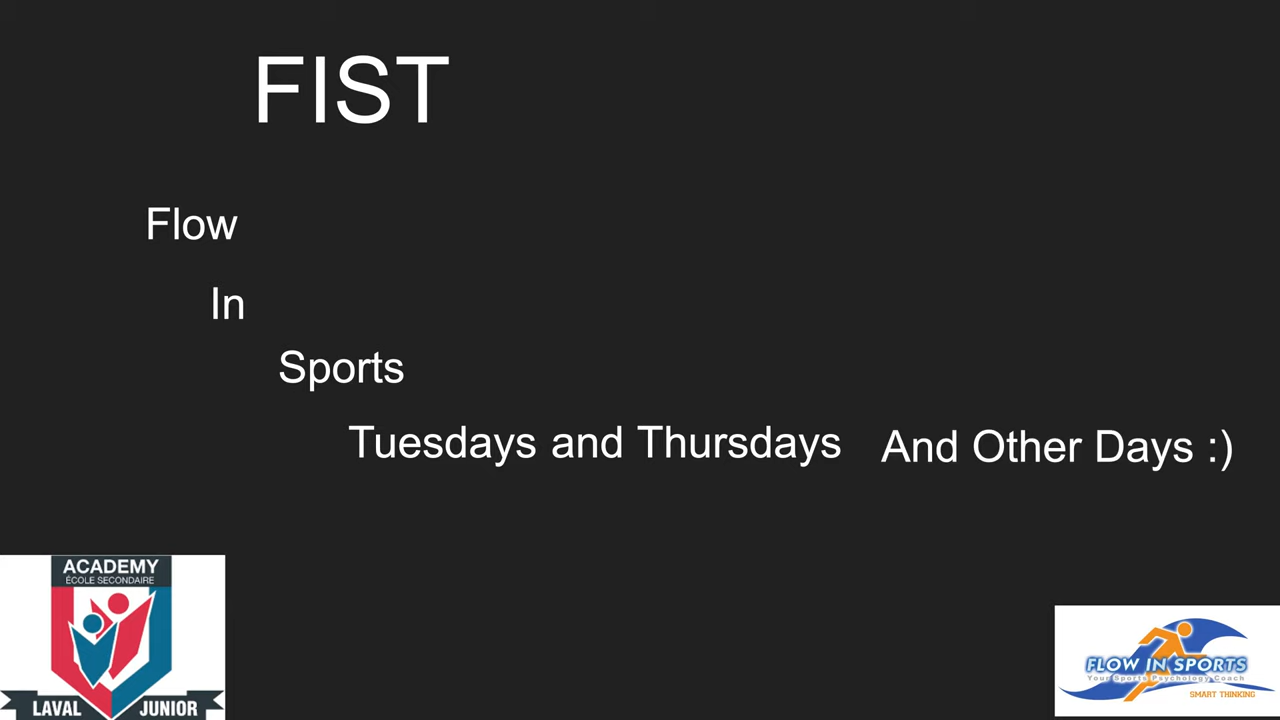 FIST
Flow
In
Sports
Tuesdays and Thursdays And Other Days :)
ACADEMY
ÉCOLE SECONDAIRE
LAVAL JUNIOR
FLOW IN SPORTS
Your Sports Psychology Coach
SMART THINKING